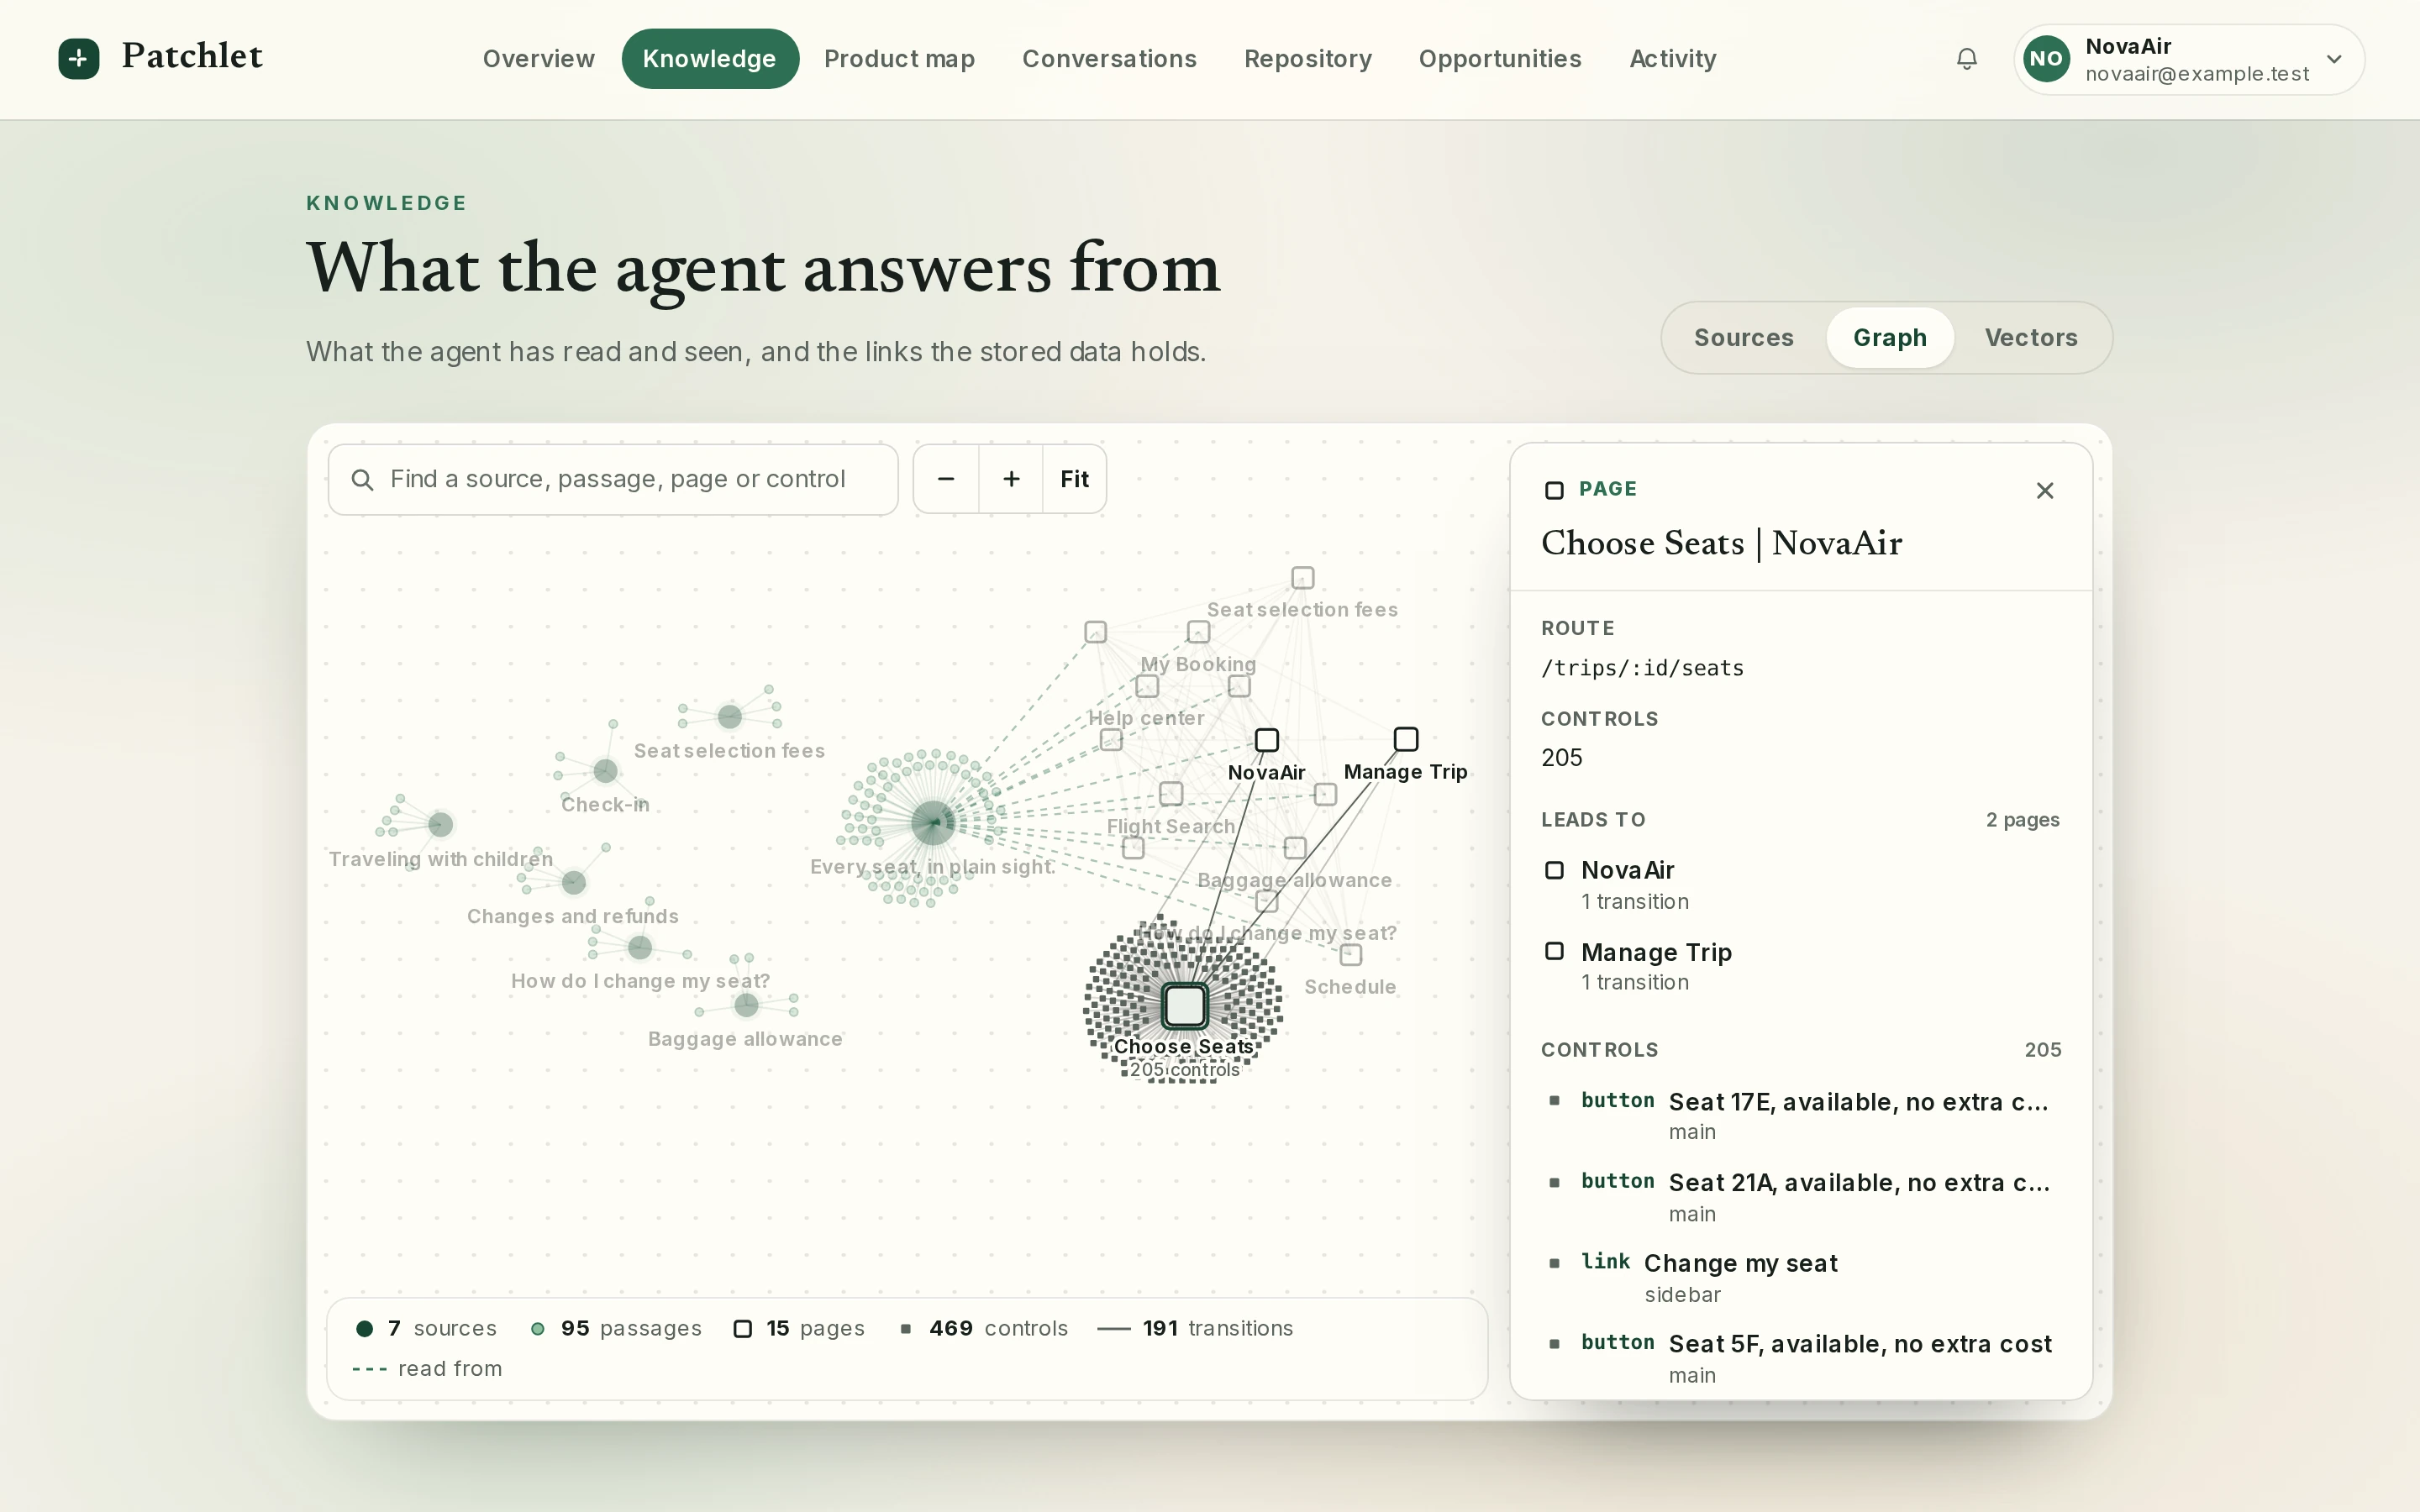 Patchlet
Overview
Knowledge
Product map
Conversations
Repository
Opportunities
Activity
NO
NovaAir
novaair@example.test
KNOWLEDGE
What the agent answers from
What the agent has read and seen, and the links the stored data holds.
Sources
Graph
Vectors
Find a source, passage, page or control
Fit
Seat selection fees
My Booking
Help center
NovaAir
Manage Trip
Flight Search
Baggage allowance
How do I change my seat?
Schedule
Choose Seats
205 controls
Seat selection fees
Check-in
Traveling with children
Every seat, in plain sight.
Changes and refunds
How do I change my seat?
Baggage allowance
7 sources
95 passages
15 pages
469 controls
191 transitions
read from
PAGE
Choose Seats | NovaAir
ROUTE
/trips/:id/seats
CONTROLS
205
LEADS TO
2 pages
NovaAir
1 transition
Manage Trip
1 transition
CONTROLS
205
button Seat 17E, available, no extra c...
main
button Seat 21A, available, no extra c...
main
link Change my seat
sidebar
button Seat 5F, available, no extra cost
main